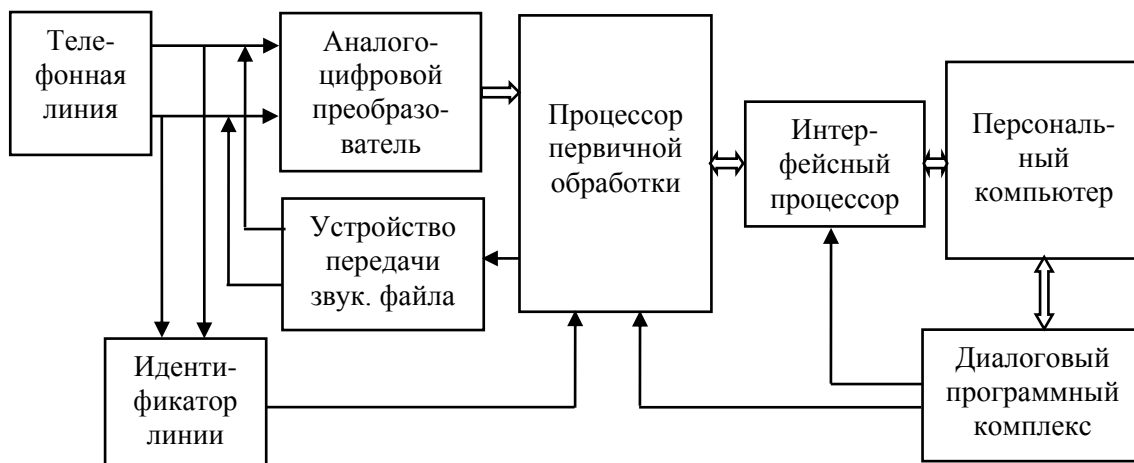 Теле-
фонная
линия
Аналого-
цифровой
преобразо-
ватель
Процессор
первичной
обработки
Интер-
фейсный
процессор
Персональ-
ный
компьютер
Устройство
передачи
звук. файла
Иденти-
фикатор
линии
Диалоговый
программный
комплекс